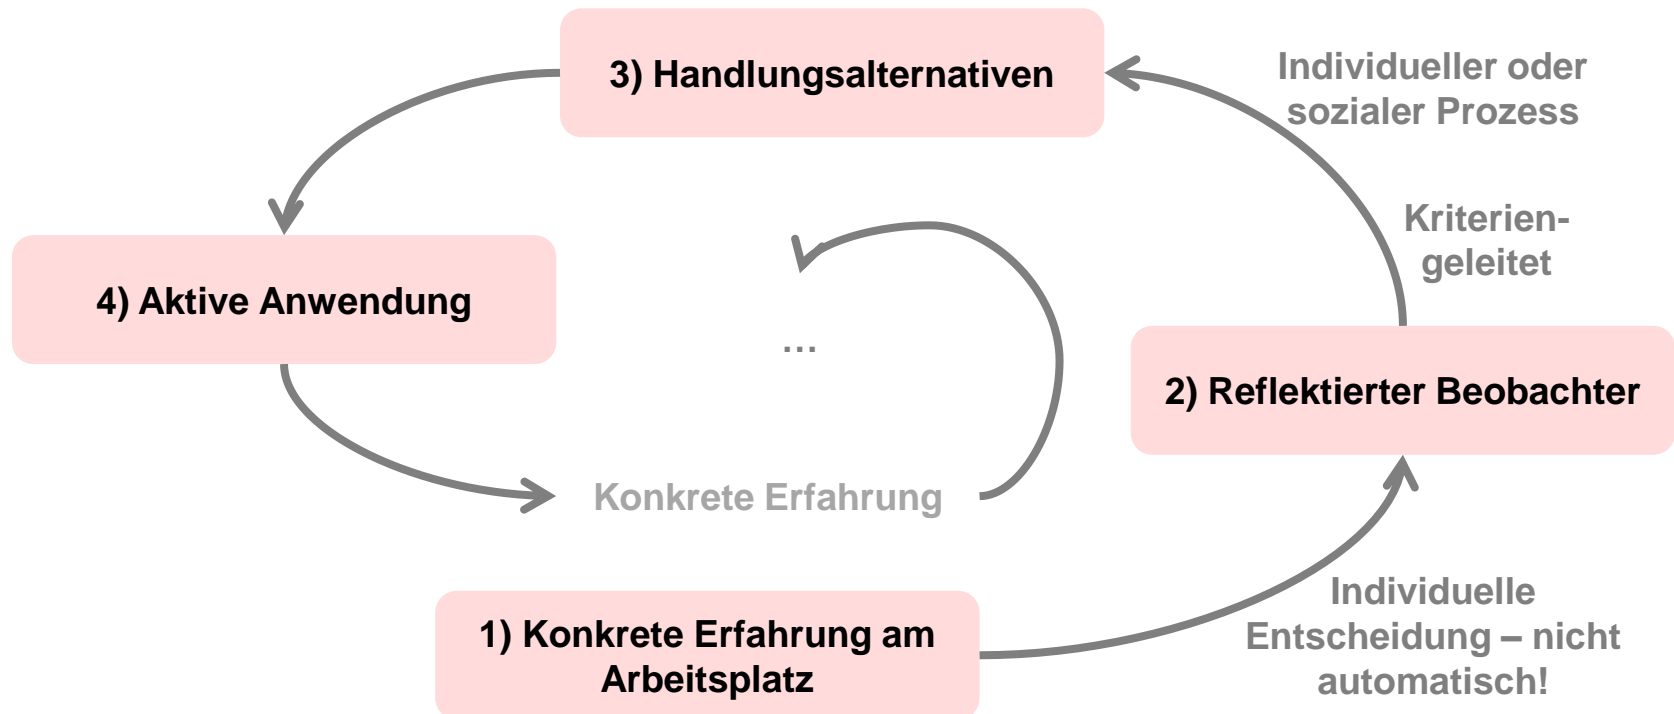 3) Handlungsalternativen
Individueller oder
sozialer Prozess
Kriterien-
geleitet
4) Aktive Anwendung
...
2) Reflektierter Beobachter
Konkrete Erfahrung
1) Konkrete Erfahrung am
Arbeitsplatz
Individuelle
Entscheidung – nicht
automatisch!